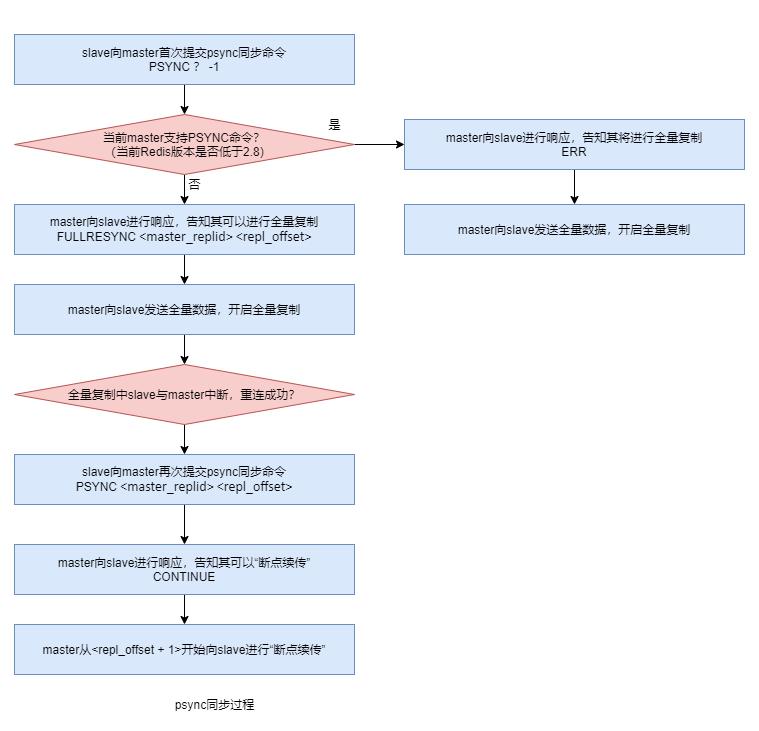 slave向master首次提交psync同步命令
PSYNC ？ -1
当前master支持PSYNC命令？
（当前Redis版本是否低于2.8）
是
master向slave进行响应，告知其将进行全量复制
ERR
否
master向slave进行响应，告知其可以进行全量复制
FULLRESYNC <master_replid> <repl_offset>
master向slave发送全量数据，开启全量复制
master向slave发送全量数据，开启全量复制
全量复制中slave与master中断，重连成功？
slave向master再次提交psync同步命令
PSYNC <master_replid> <repl_offset>
master向slave进行响应，告知其可以“断点续传”
CONTINUE
master从<repl_offset + 1>开始向slave进行“断点续传”
psync同步过程